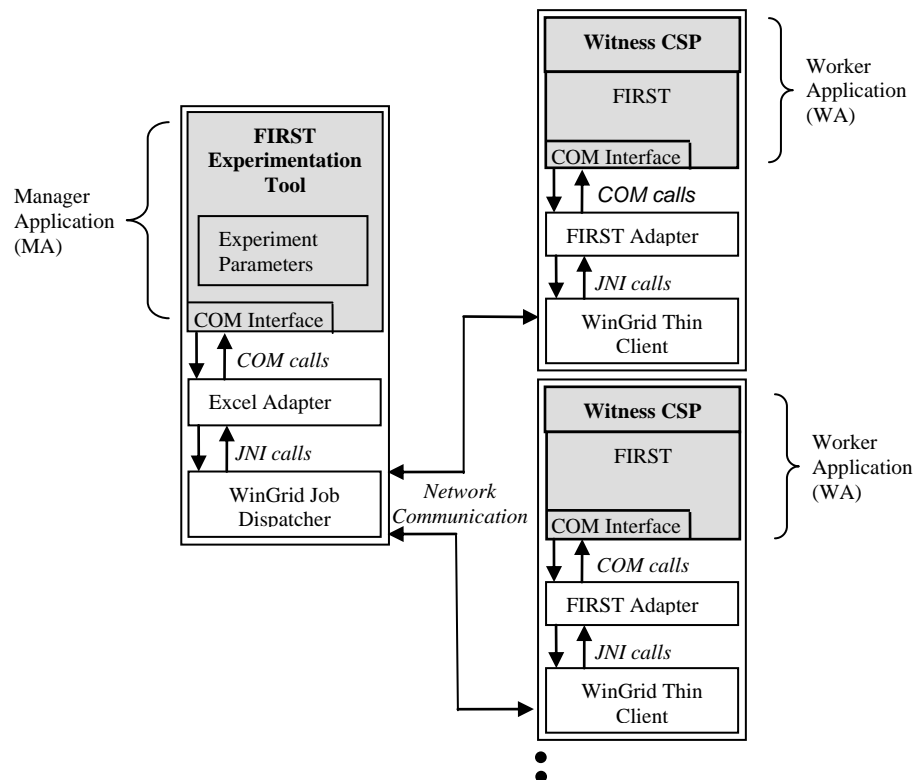 Manager
Application
(MA)
FIRST
Experimentation
Tool
Experiment
Parameters
COM Interface
COM calls
Excel Adapter
JNI calls
WinGrid Job
Dispatcher
Network
Communication
Witness CSP
FIRST
COM Interface
COM calls
FIRST Adapter
JNI calls
WinGrid Thin
Client
Worker
Application
(WA)
Witness CSP
FIRST
COM Interface
COM calls
FIRST Adapter
JNI calls
WinGrid Thin
Client
Worker
Application
(WA)